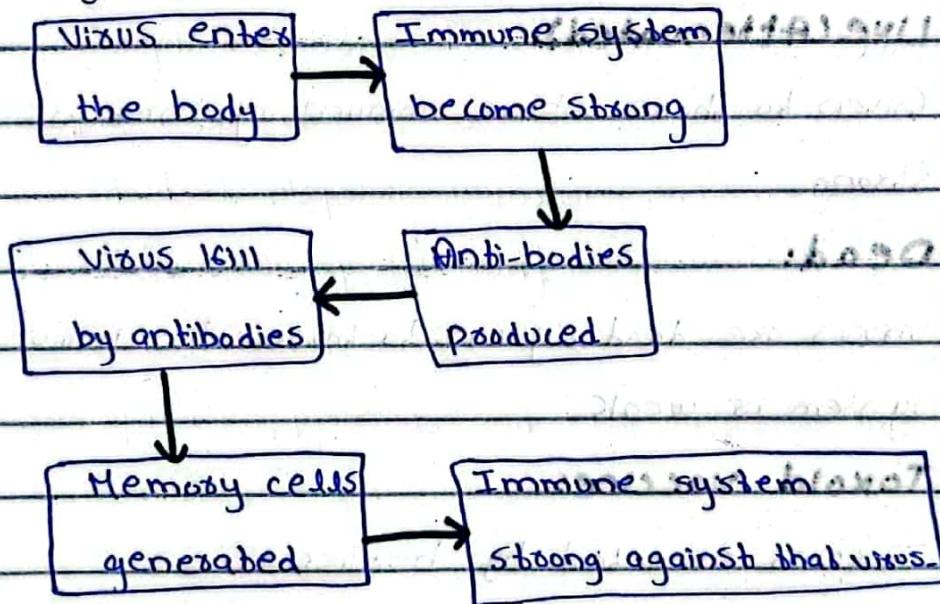 Virus enter
the body
Immune system
become strong
Anti-bodies
produced
Virus kill
by antibodies
Memory cells
generated
Immune system
strong against that virus.